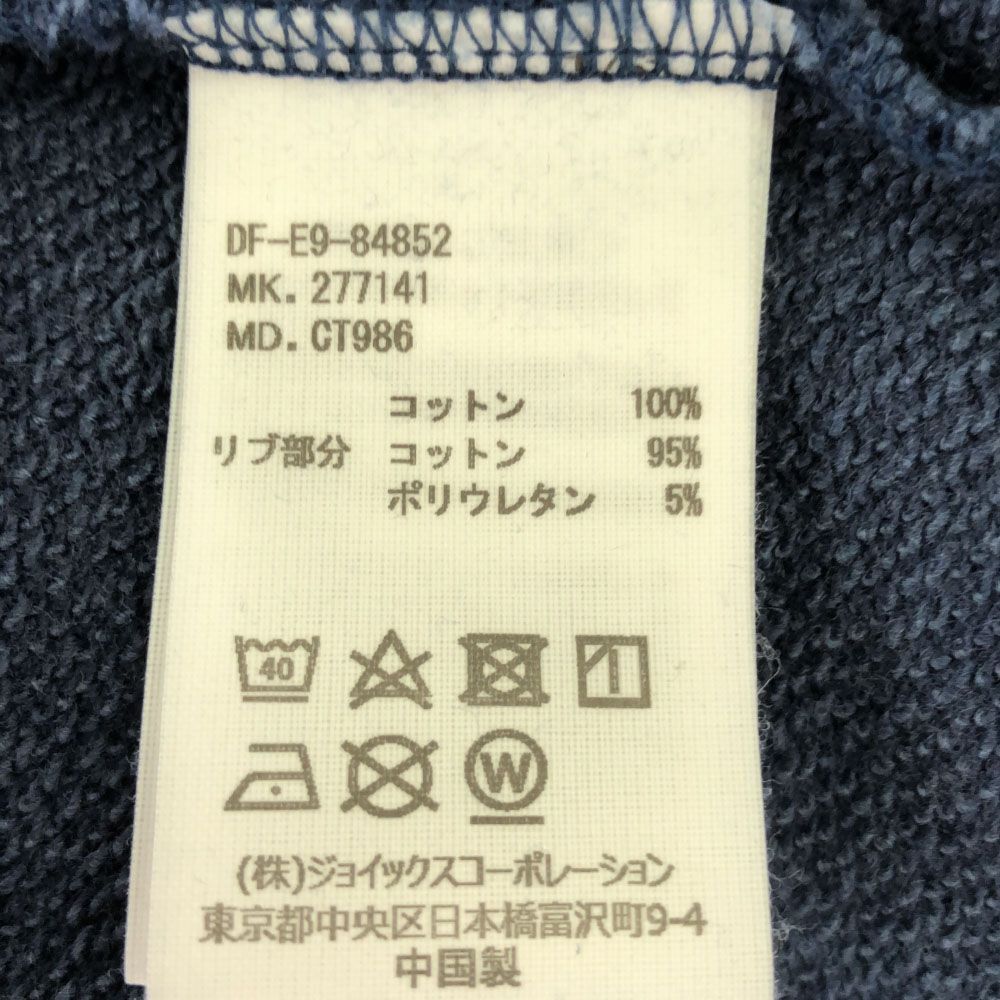 DF-E9-84852
MK. 277141
MD. CT986
コットン 100%
リブ部分 コットン 95%
ポリウレタン 5%
40
W
(株)ジョイックスコーポレーション
東京都中央区日本橋富沢町9-4
中国製